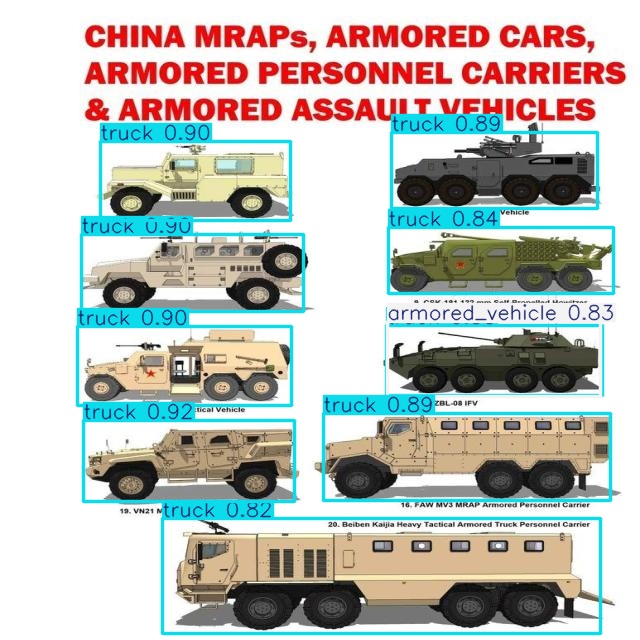 CHINA MRAPs, ARMORED CARS,
ARMORED PERSONNEL CARRIERS
& ARMORED ASSAULT VEHICLES
truck 0.90
truck 0.89
Vehicle
truck 0.90
truck 0.84
CSK-181 122 mm Self-Propelled Howitzer
truck 0.90
armored_vehicle 0.83
tical Vehicle
ZBL-08 IFV
truck 0.92
truck 0.89
19. VN21 M
16. FAW MV3 MRAP Armored Personnel Carrier
truck 0.82
20. Beiben Kaijia Heavy Tactical Armored Truck Personnel Carrier